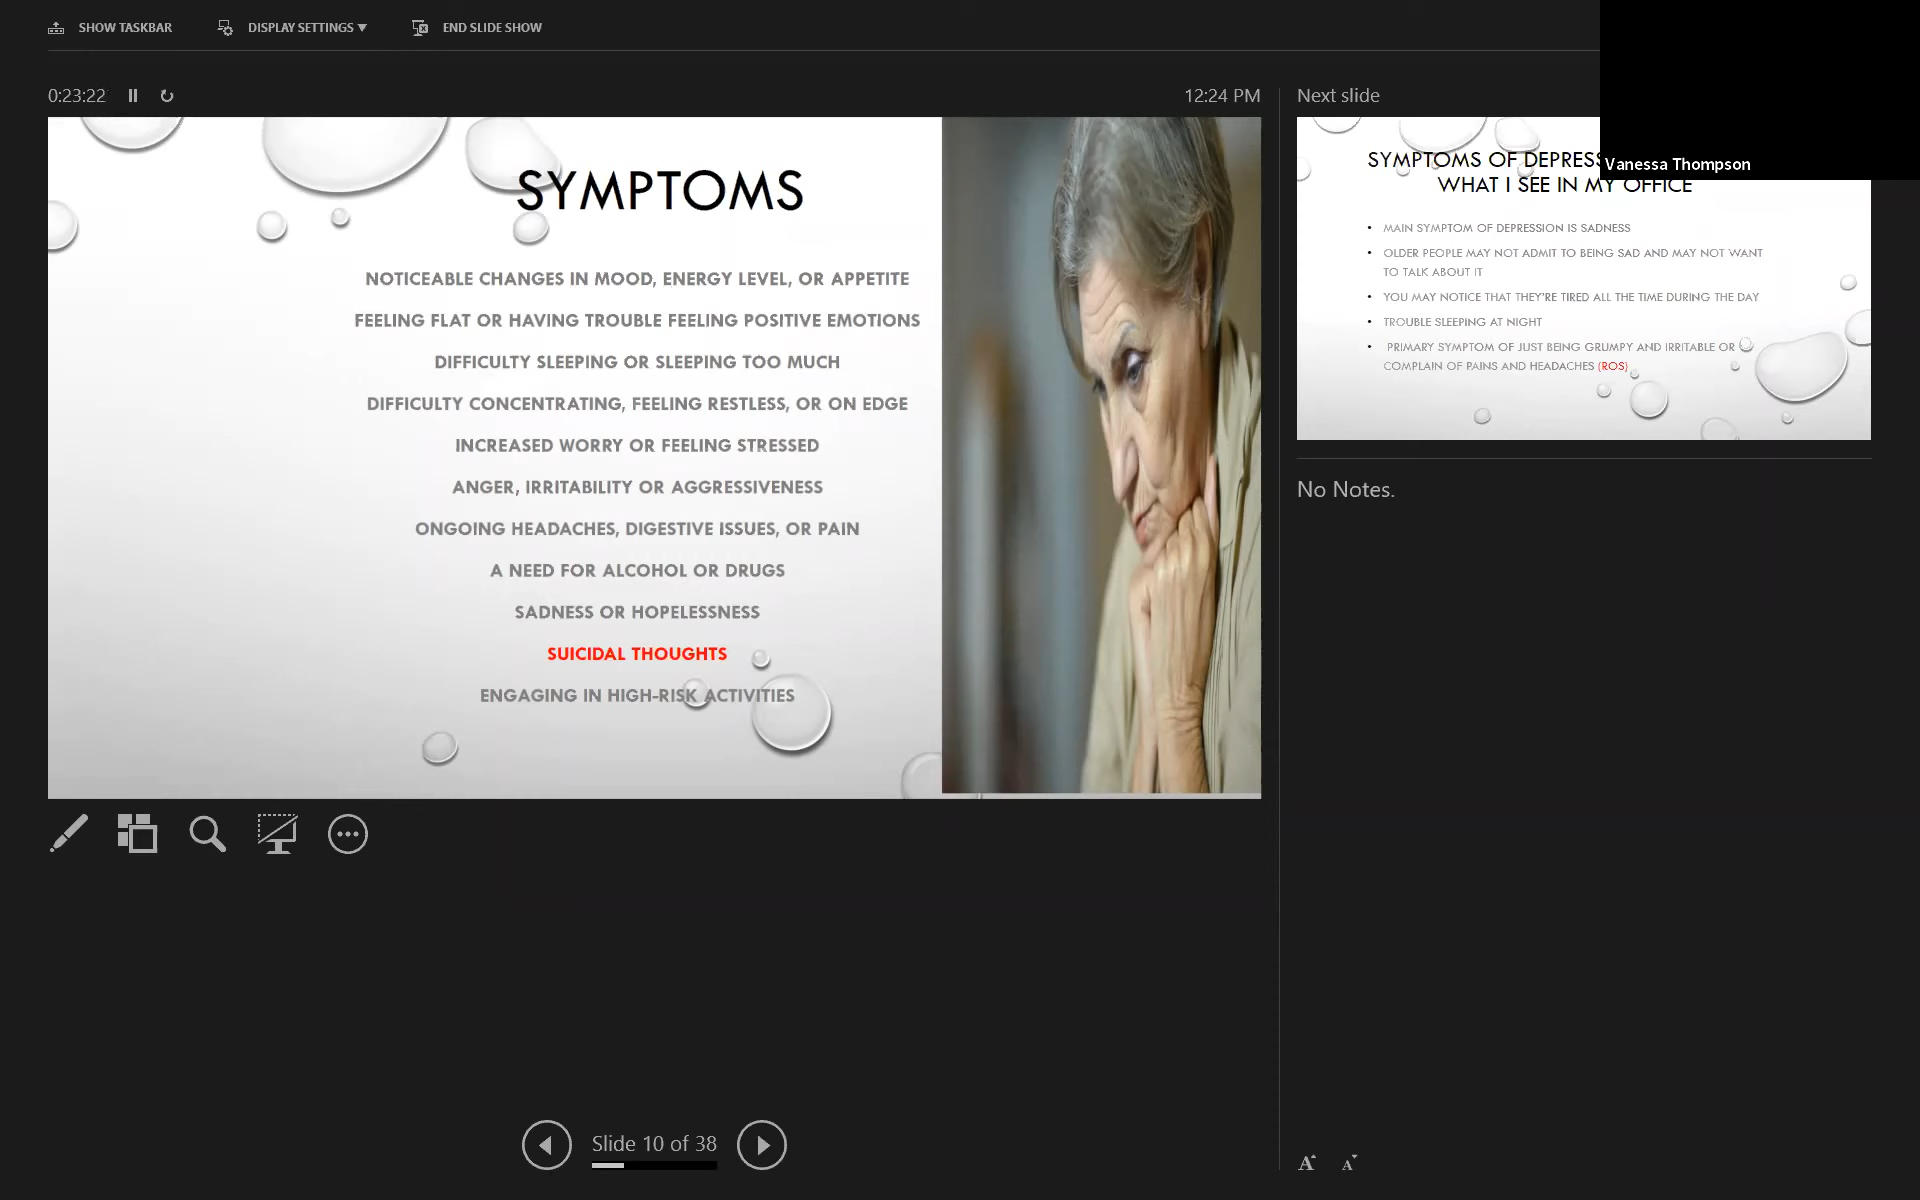 SHOW TASKBAR
DISPLAY SETTINGS
END SLIDE SHOW
0:23:22
12:24 PM
SYMPTOMS
NOTICEABLE CHANGES IN MOOD, ENERGY LEVEL, OR APPETITE
FEELING FLAT OR HAVING TROUBLE FEELING POSITIVE EMOTIONS
DIFFICULTY SLEEPING OR SLEEPING TOO MUCH
DIFFICULTY CONCENTRATING, FEELING RESTLESS, OR ON EDGE
INCREASED WORRY OR FEELING STRESSED
ANGER, IRRITABILITY OR AGGRESSIVENESS
ONGOING HEADACHES, DIGESTIVE ISSUES, OR PAIN
A NEED FOR ALCOHOL OR DRUGS
SADNESS OR HOPELESSNESS
SUICIDAL THOUGHTS
ENGAGING IN HIGH-RISK ACTIVITIES
Slide 10 of 38
Next slide
Vanessa Thompson
SYMPTOMS OF
WHAT I SEE IN MY OFFICE
• MAIN SYMPTOM OF DEPRESSION IS SADNESS
• OLDER PEOPLE MAY NOT ADMIT TO BEING SAD AND MAY NOT WANT
TO TALK ABOUT IT
• YOU MAY NOTICE THAT THEY'RE TIRED ALL THE TIME DURING THE DAY
• TROUBLE SLEEPING AT NIGHT
• PRIMARY SYMPTOM OF JUST BEING GRUMPY AND IRRITABLE OR
COMPLAIN OF PAINS AND HEADACHES (ROS)
No Notes.
A A